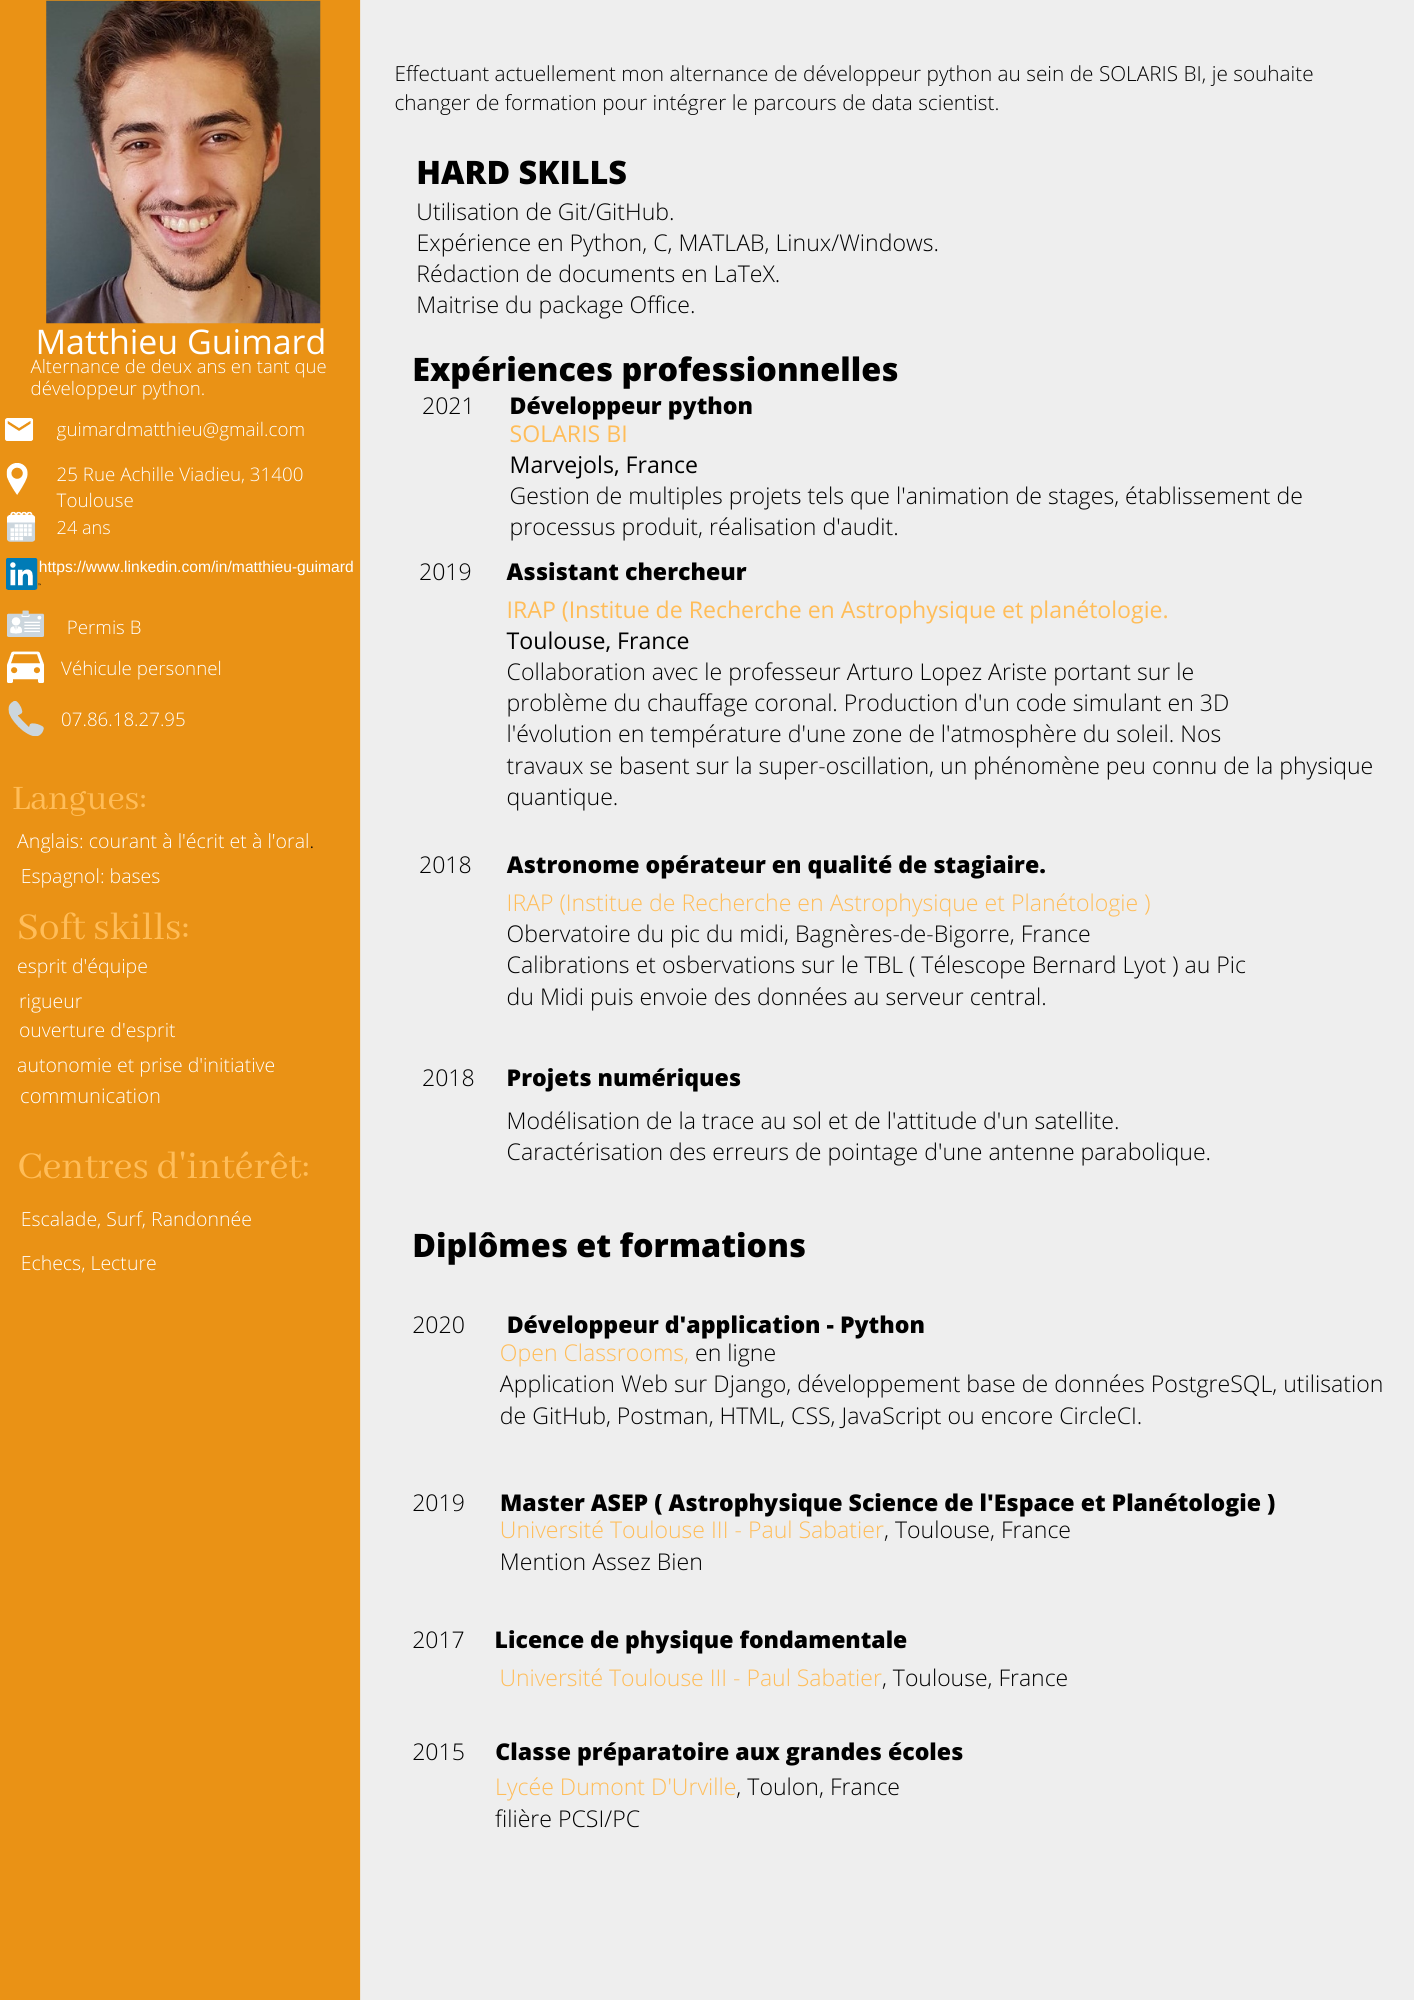 Matthieu Guimard
Alternance de deux ans en tant que
développeur python.
guimardmatthieu@gmail.com
25 Rue Achille Viadieu, 31400
Toulouse
24 ans
https://www.linkedin.com/in/matthieu-guimard
Permis B
Véhicule personnel
07.86.18.27.95
Langues:
Anglais: courant à l'écrit et à l'oral.
Espagnol: bases
Soft skills:
esprit d'équipe
rigueur
ouverture d'esprit
autonomie et prise d'initiative
communication
Centres d'intérêt:
Escalade, Surf, Randonnée
Echecs, Lecture
Effectuant actuellement mon alternance de développeur python au sein de SOLARIS BI, je souhaite
changer de formation pour intégrer le parcours de data scientist.
HARD SKILLS
Utilisation de Git/GitHub.
Expérience en Python, C, MATLAB, Linux/Windows.
Rédaction de documents en LaTeX.
Maitrise du package Office.
Expériences professionnelles
2021 Développeur python
SOLARIS BI
Marvejols, France
Gestion de multiples projets tels que l'animation de stages, établissement de
processus produit, réalisation d'audit.
2019 Assistant chercheur
IRAP (Institue de Recherche en Astrophysique et planétologie.
Toulouse, France
Collaboration avec le professeur Arturo Lopez Ariste portant sur le
problème du chauffage coronal. Production d'un code simulant en 3D
l'évolution en température d'une zone de l'atmosphère du soleil. Nos
travaux se basent sur la super-oscillation, un phénomène peu connu de la physique
quantique.
2018 Astronome opérateur en qualité de stagiaire.
IRAP (Institue de Recherche en Astrophysique et Planétologie )
Obervatoire du pic du midi, Bagnères-de-Bigorre, France
Calibrations et osbervations sur le TBL ( Télescope Bernard Lyot ) au Pic
du Midi puis envoie des données au serveur central.
2018 Projets numériques
Modélisation de la trace au sol et de l'attitude d'un satellite.
Caractérisation des erreurs de pointage d'une antenne parabolique.
Diplômes et formations
2020 Développeur d'application - Python
Open Classrooms, en ligne
Application Web sur Django, développement base de données PostgreSQL, utilisation
de GitHub, Postman, HTML, CSS, JavaScript ou encore CircleCI.
2019 Master ASEP ( Astrophysique Science de l'Espace et Planétologie )
Université Toulouse III - Paul Sabatier, Toulouse, France
Mention Assez Bien
2017 Licence de physique fondamentale
Université Toulouse III - Paul Sabatier, Toulouse, France
2015 Classe préparatoire aux grandes écoles
Lycée Dumont D'Urville, Toulon, France
filière PCSI/PC